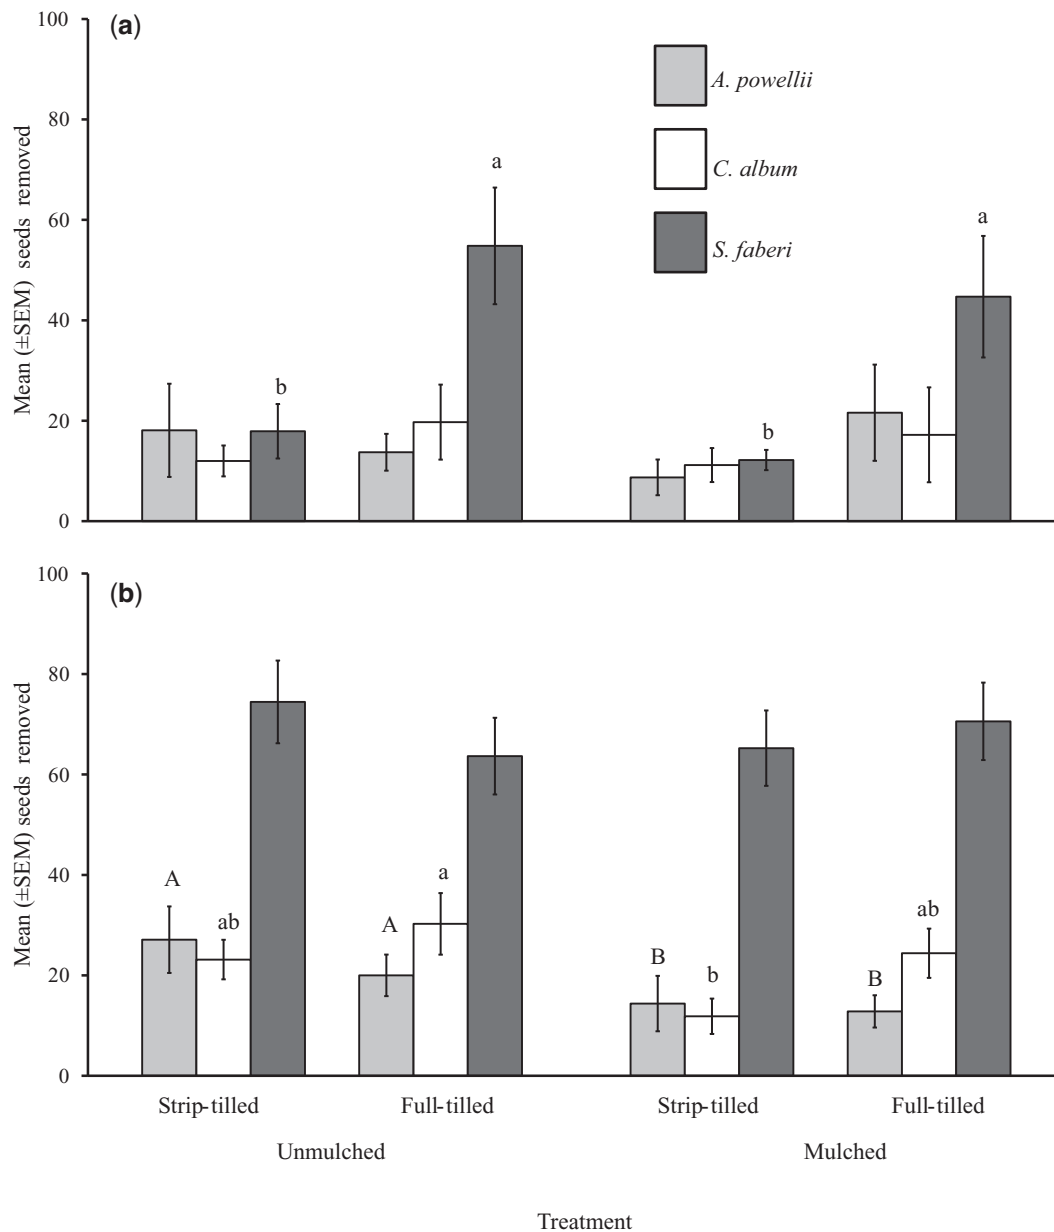 (a)
100
80
60
40
20
0
Mean (±SEM) seeds removed
A. powellii
C. album
S. faberi
b
a
b
a
(b)
100
80
60
40
20
0
Mean (±SEM) seeds removed
A
ab
A
a
B
b
B
ab
Strip-tilled Full-tilled Strip-tilled Full-tilled
Unmulched Mulched
Treatment